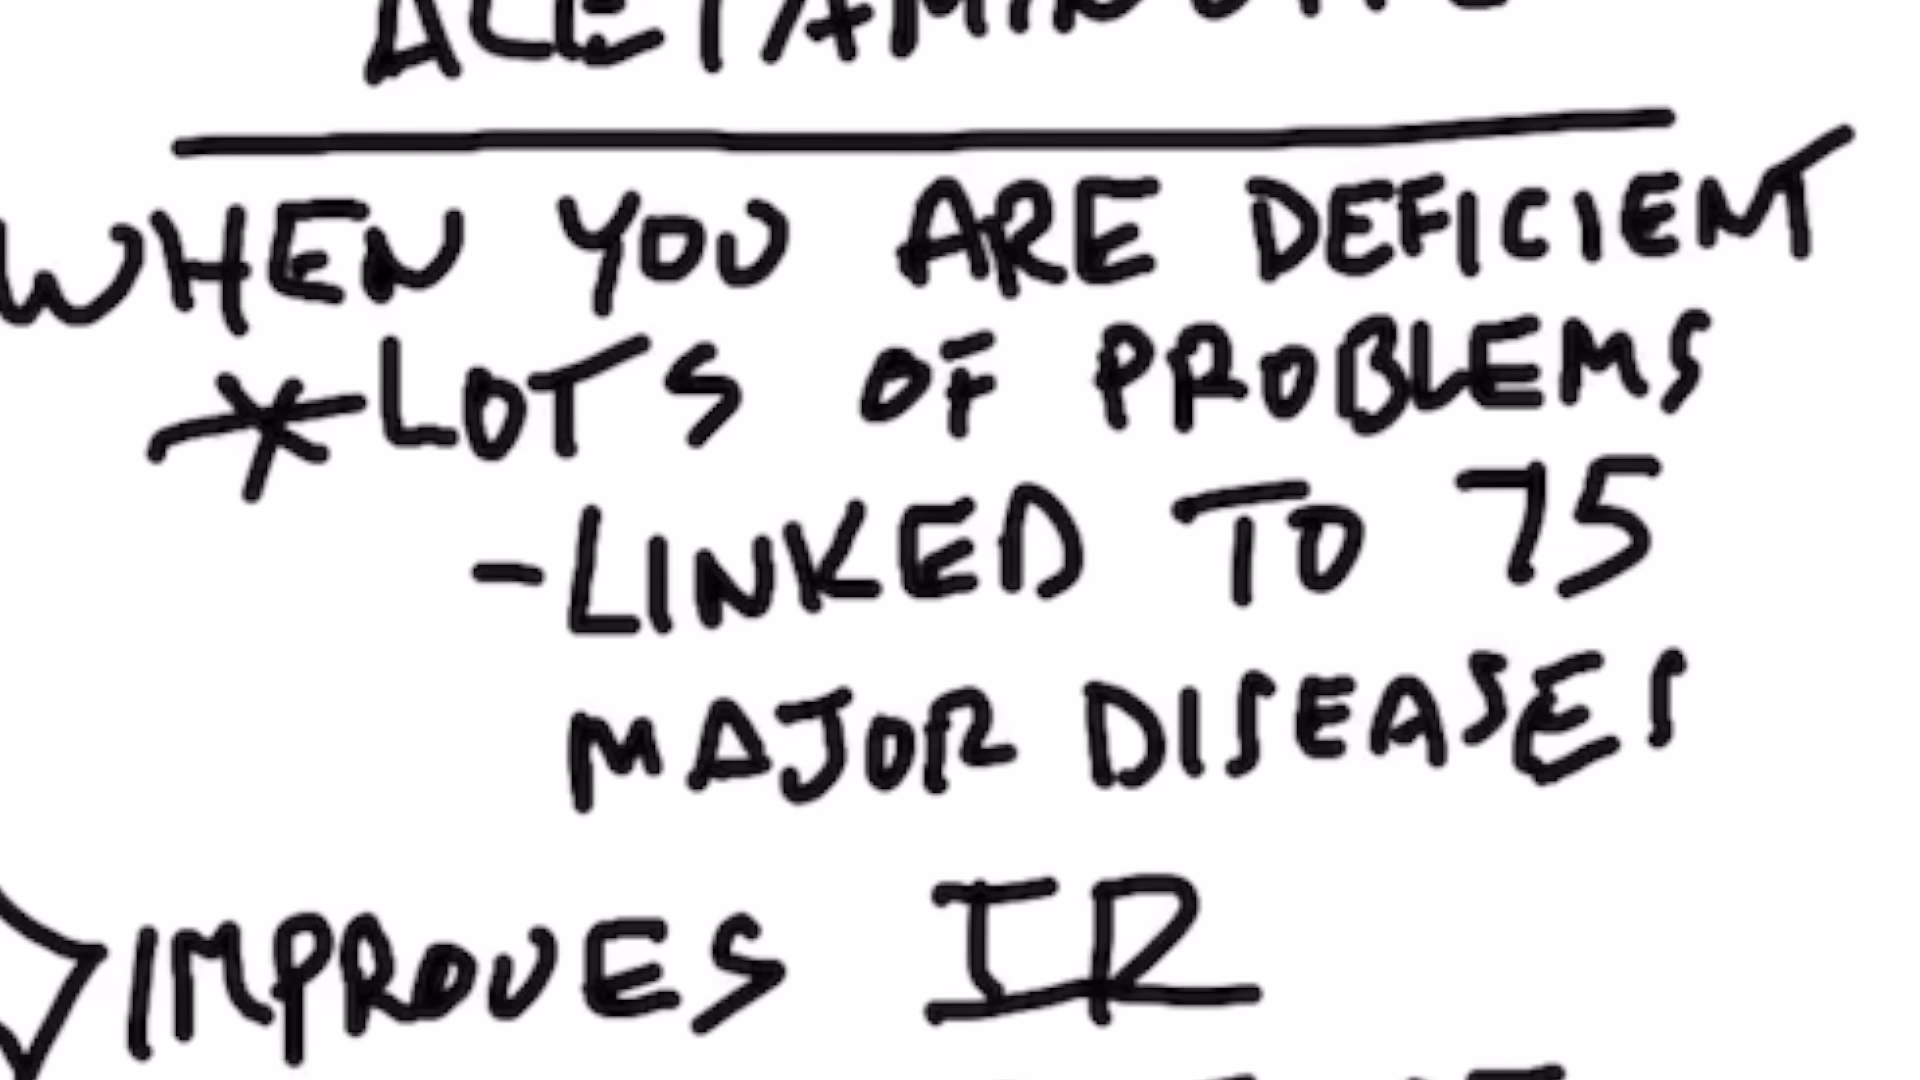 WHEN YOU ARE DEFICIENT
*LOTS OF PROBLEMS
-LINKED TO 75
MAJOR DISEASES
IMPROVES IR